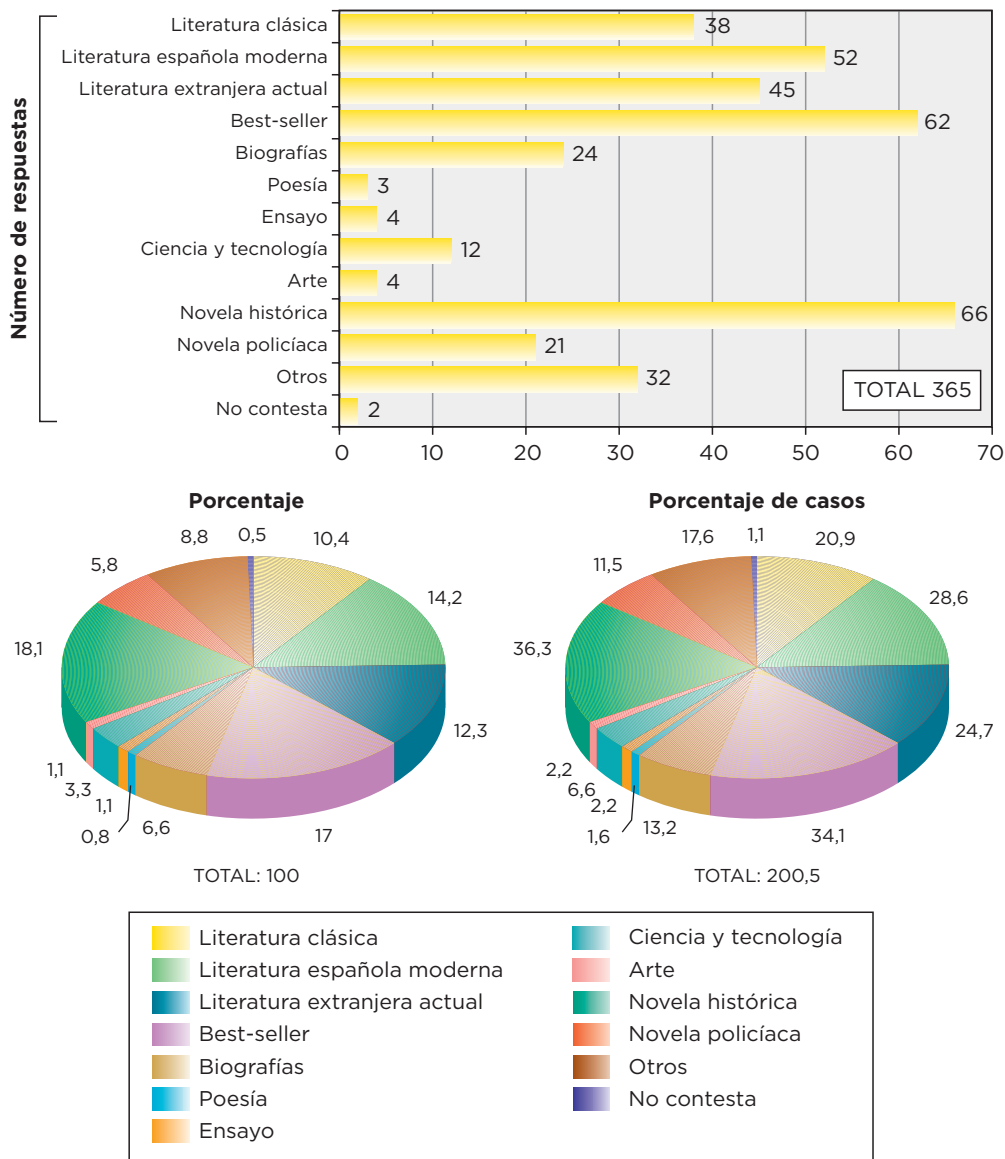 Número de respuestas
Literatura clásica 38
Literatura española moderna 52
Literatura extranjera actual 45
Best-seller 62
Biografías 24
Poesía 3
Ensayo 4
Ciencia y tecnología 12
Arte 4
Novela histórica 66
Novela policíaca 21
Otros 32
No contesta 2
TOTAL 365
0 10 20 30 40 50 60 70
Porcentaje
0,5
10,4
14,2
12,3
17
6,6
0,8
1,1
3,3
1,1
18,1
5,8
8,8
TOTAL: 100
Porcentaje de casos
1,1
20,9
28,6
24,7
34,1
13,2
1,6
2,2
6,6
2,2
36,3
11,5
17,6
TOTAL: 200,5
Literatura clásica
Literatura española moderna
Literatura extranjera actual
Best-seller
Biografías
Poesía
Ensayo
Ciencia y tecnología
Arte
Novela histórica
Novela policíaca
Otros
No contesta